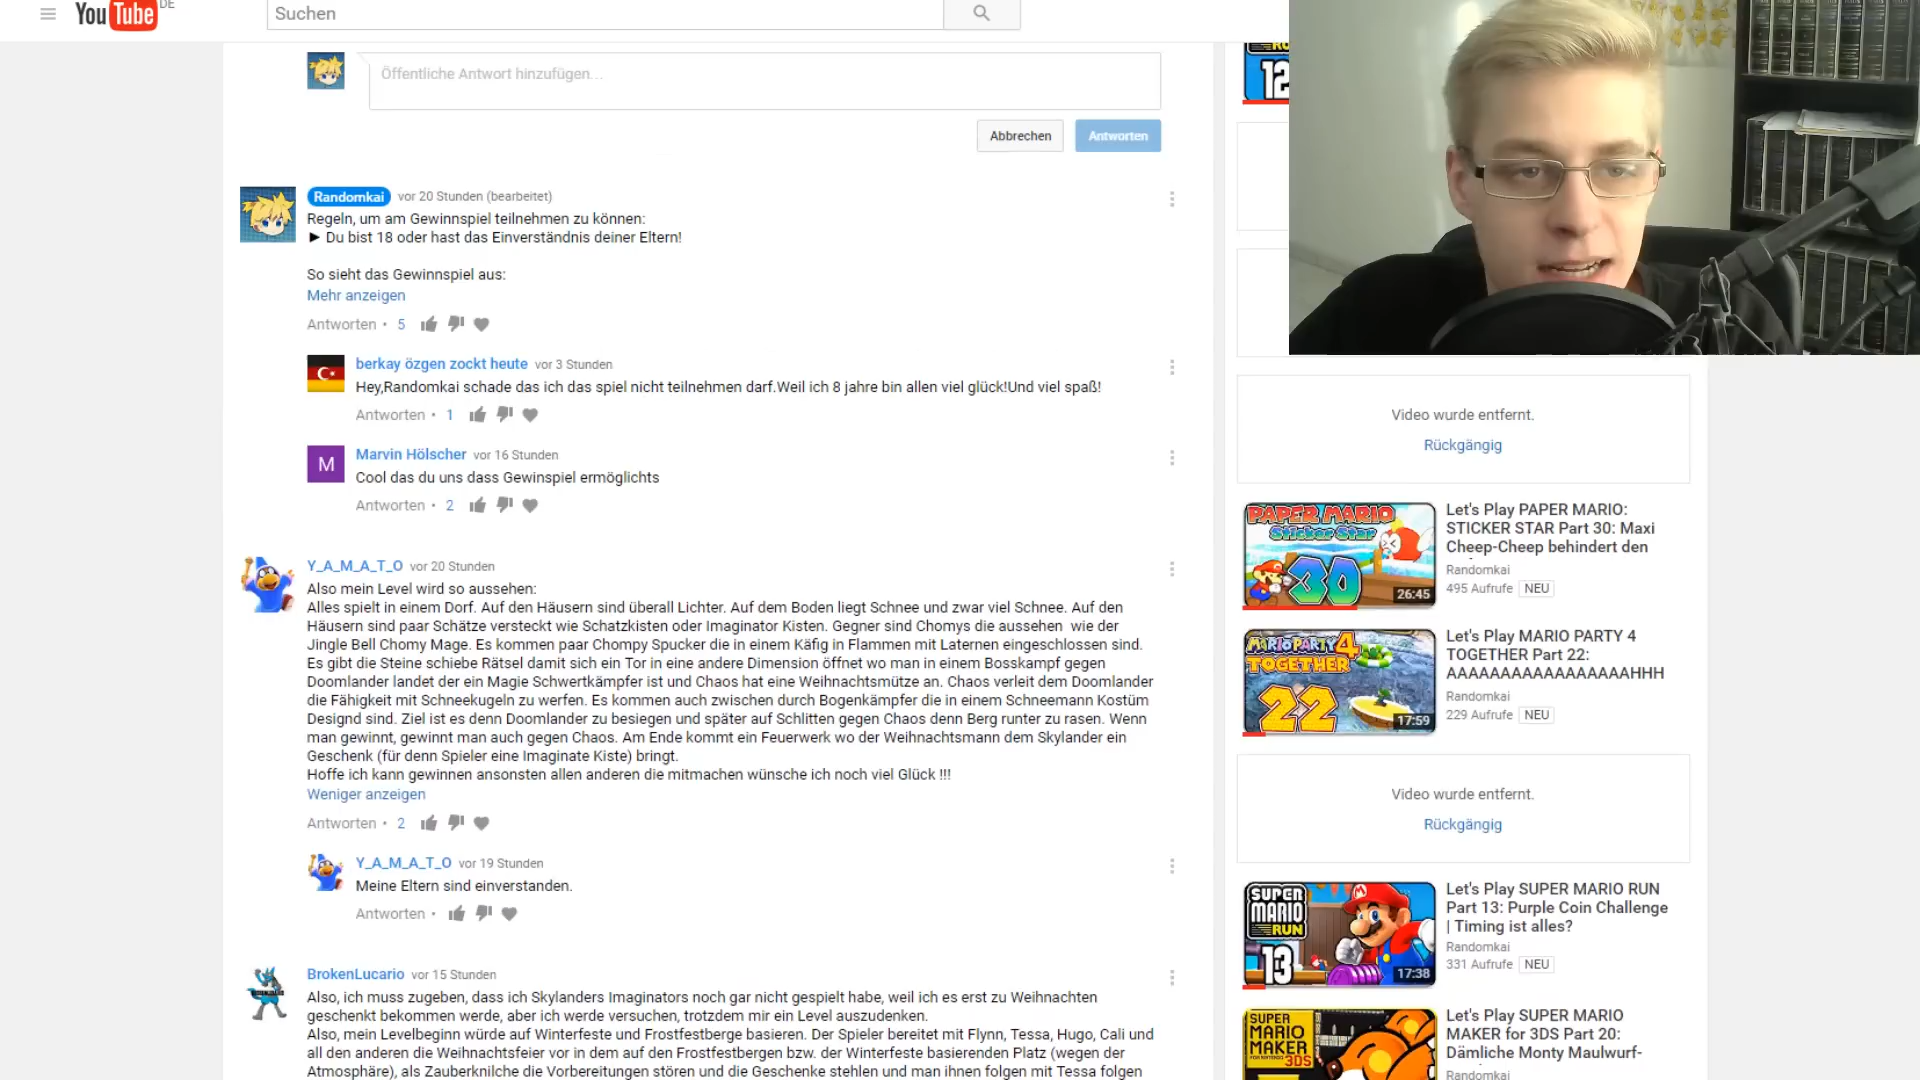 YouTube DE
Suchen
Öffentliche Antwort hinzufügen...
Abbrechen
Antworten
Randomkai vor 20 Stunden (bearbeitet)
Regeln, um am Gewinnspiel teilnehmen zu können:
► Du bist 18 oder hast das Einverständnis deiner Eltern!
So sieht das Gewinnspiel aus:
Mehr anzeigen
Antworten • 5
berkay özgen zockt heute vor 3 Stunden
Hey,Randomkai schade das ich das spiel nicht teilnehmen darf.Weil ich 8 jahre bin allen viel glück!Und viel spaß!
Antworten • 1
M
Marvin Hölscher vor 16 Stunden
Cool das du uns dass Gewinspiel ermöglichts
Antworten • 2
Y_A_M_A_T_O vor 20 Stunden
Also mein Level wird so aussehen:
Alles spielt in einem Dorf. Auf den Häusern sind überall Lichter. Auf dem Boden liegt Schnee und zwar viel Schnee. Auf den
Häusern sind paar Schätze versteckt wie Schatzkisten oder Imaginator Kisten. Gegner sind Chomys die aussehen wie der
Jingle Bell Chomy Mage. Es kommen paar Chompy Spucker die in einem Käfig in Flammen mit Laternen eingeschlossen sind.
Es gibt die Steine schiebe Rätsel damit sich ein Tor in eine andere Dimension öffnet wo man in einem Bosskampf gegen
Doomlander landet der ein Magie Schwertkämpfer ist und Chaos hat eine Weihnachtsmütze an. Chaos verleit dem Doomlander
die Fähigkeit mit Schneekugeln zu werfen. Es kommen auch zwischen durch Bogenkämpfer die in einem Schneemann Kostüm
Designd sind. Ziel ist es denn Doomlander zu besiegen und später auf Schlitten gegen Chaos denn Berg runter zu rasen. Wenn
man gewinnt, gewinnt man auch gegen Chaos. Am Ende kommt ein Feuerwerk wo der Weihnachtsmann dem Skylander ein
Geschenk (für denn Spieler eine Imaginate Kiste) bringt.
Hoffe ich kann gewinnen ansonsten allen anderen die mitmachen wünsche ich noch viel Glück !!!
Weniger anzeigen
Antworten • 2
Y_A_M_A_T_O vor 19 Stunden
Meine Eltern sind einverstanden.
Antworten •
BrokenLucario vor 15 Stunden
Also, ich muss zugeben, dass ich Skylanders Imaginators noch gar nicht gespielt habe, weil ich es erst zu Weihnachten
geschenkt bekommen werde, aber ich werde versuchen, trotzdem mir ein Level auszudenken.
Also, mein Levelbeginn würde auf Winterfeste und Frostfestberge basieren. Der Spieler bereitet mit Flynn, Tessa, Hugo, Cali und
all den anderen die Weihnachtsfeier vor in dem auf den Frostfestbergen bzw. der Winterfeste basierenden Platz (wegen der
Atmosphäre), als Zauberknilche die Vorbereitungen stören und die Geschenke stehlen und man ihnen folgen mit Tessa folgen
12
Video wurde entfernt.
Rückgängig
PAPER MARIO
Sticker Star
30
26:45
Let's Play PAPER MARIO:
STICKER STAR Part 30: Maxi
Cheep-Cheep behindert den
Randomkai
495 Aufrufe NEU
MARIO PARTY 4
TOGETHER
22
17:59
Let's Play MARIO PARTY 4
TOGETHER Part 22:
AAAAAAAAAAAAAAAAAHHH
Randomkai
229 Aufrufe NEU
Video wurde entfernt.
Rückgängig
SUPER
MARIO
RUN
13
17:38
Let's Play SUPER MARIO RUN
Part 13: Purple Coin Challenge
| Timing ist alles?
Randomkai
331 Aufrufe NEU
SUPER
MARIO
MAKER
3DS
Let's Play SUPER MARIO
MAKER for 3DS Part 20:
Dämliche Monty Maulwurf-
Randomkai